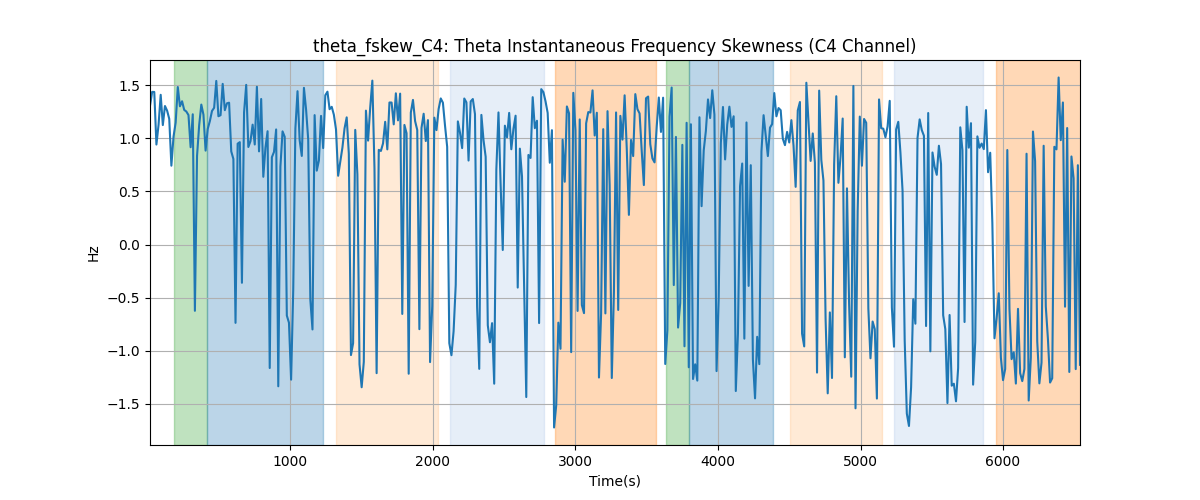 theta_fskew_C4: Theta Instantaneous Frequency Skewness (C4 Channel)
1.5
1.0
0.5
0.0
−0.5
−1.0
−1.5
Hz
1000 2000 3000 4000 5000 6000
Time(s)